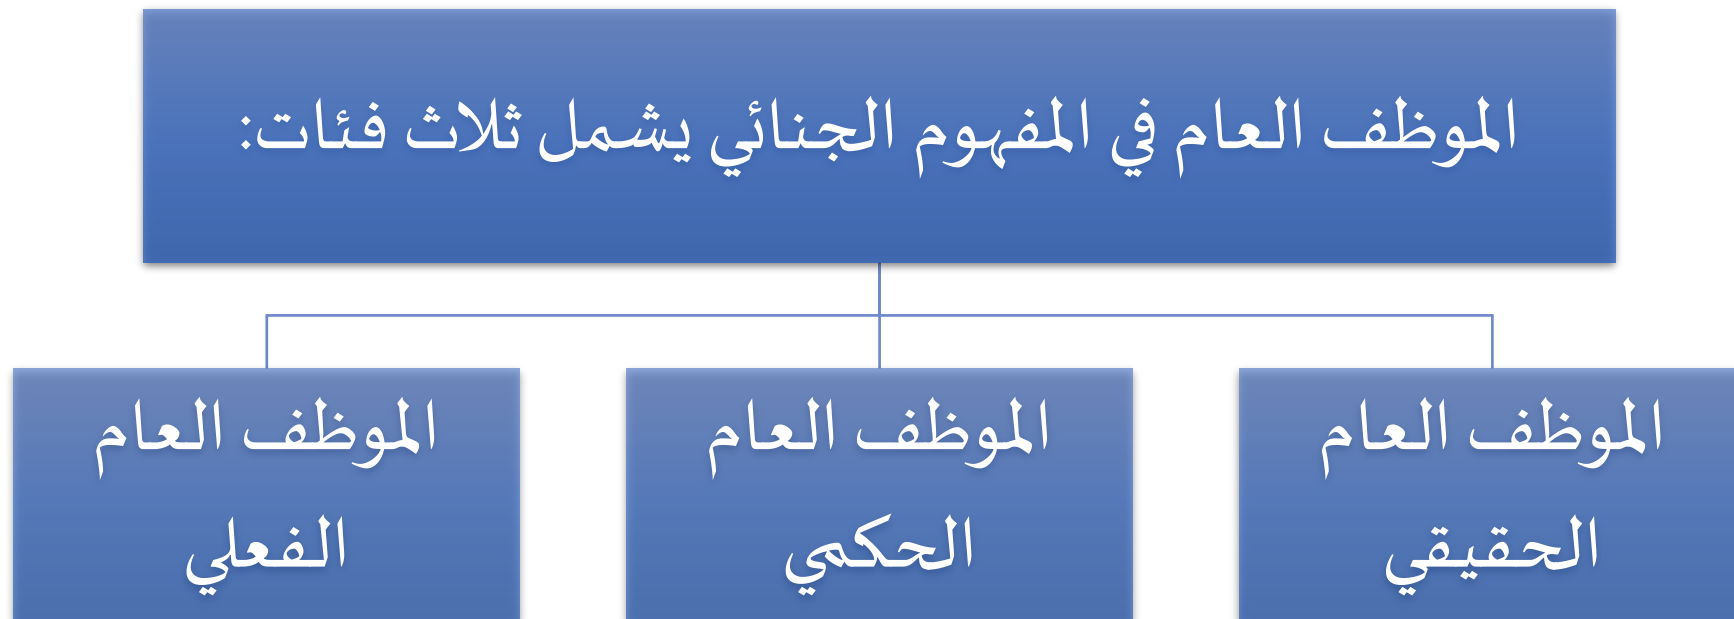 الموظف العام في المفهوم الجنائي يشمل ثلاث فئات:
الموظف العام
الحقيقي
الموظف العام
الحكمي
الموظف العام
الفعلي